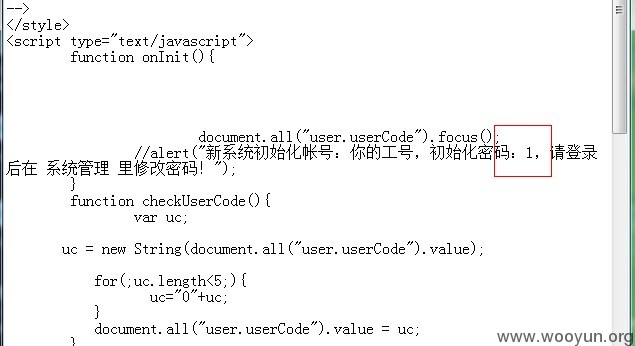 -->
</style>
<script type="text/javascript">
function onInit(){
document.all("user.userCode").focus();
//alert("新系统初始化帐号：你的工号，初始化密码：1，请登录
后在 系统管理 里修改密码！");
}
function checkUserCode(){
var uc;
uc = new String(document.all("user.userCode").value);
for(;uc.length<5;){
uc="0"+uc;
}
document.all("user.userCode").value = uc;
}
www.wooyun.org